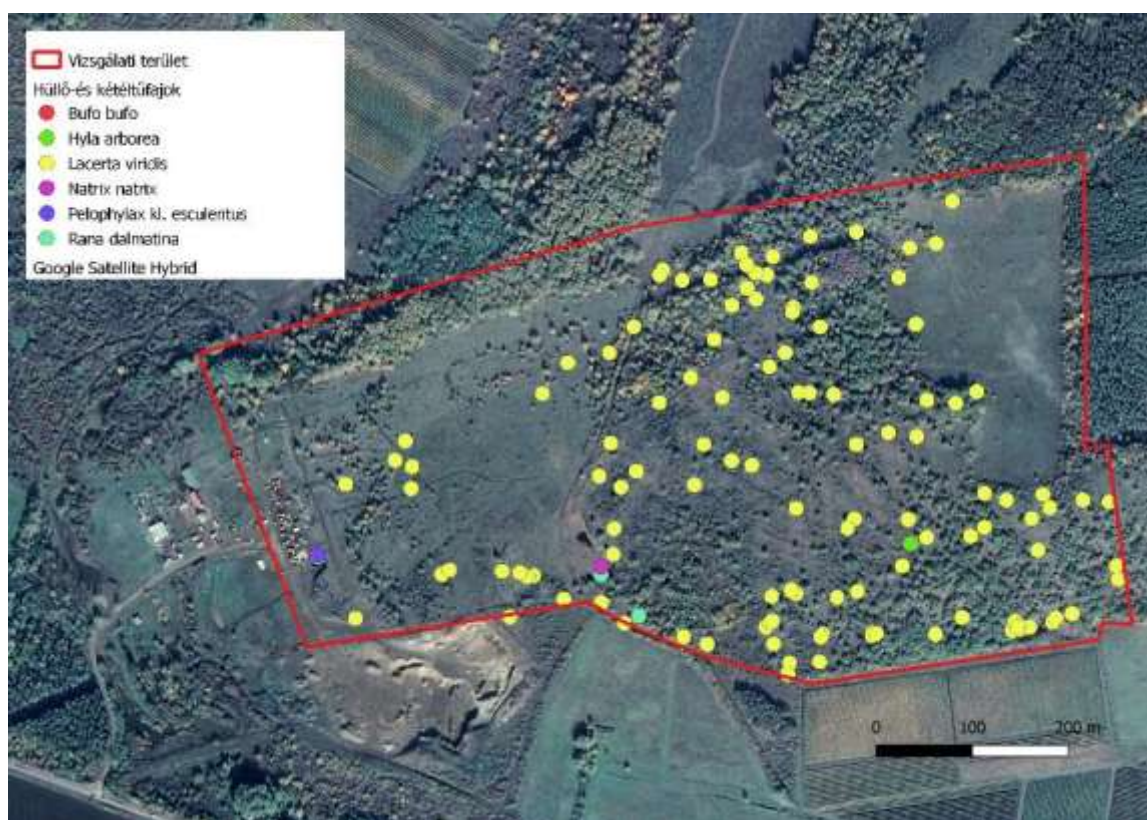 Vizsgálati terület
Hüllő-és kétéltűfajok
Bufo bufo
Hyla arborea
Lacerta viridis
Natrix natrix
Pelophylax kl. esculentus
Rana dalmatina
Google Satellite Hybrid
0 100 200 m